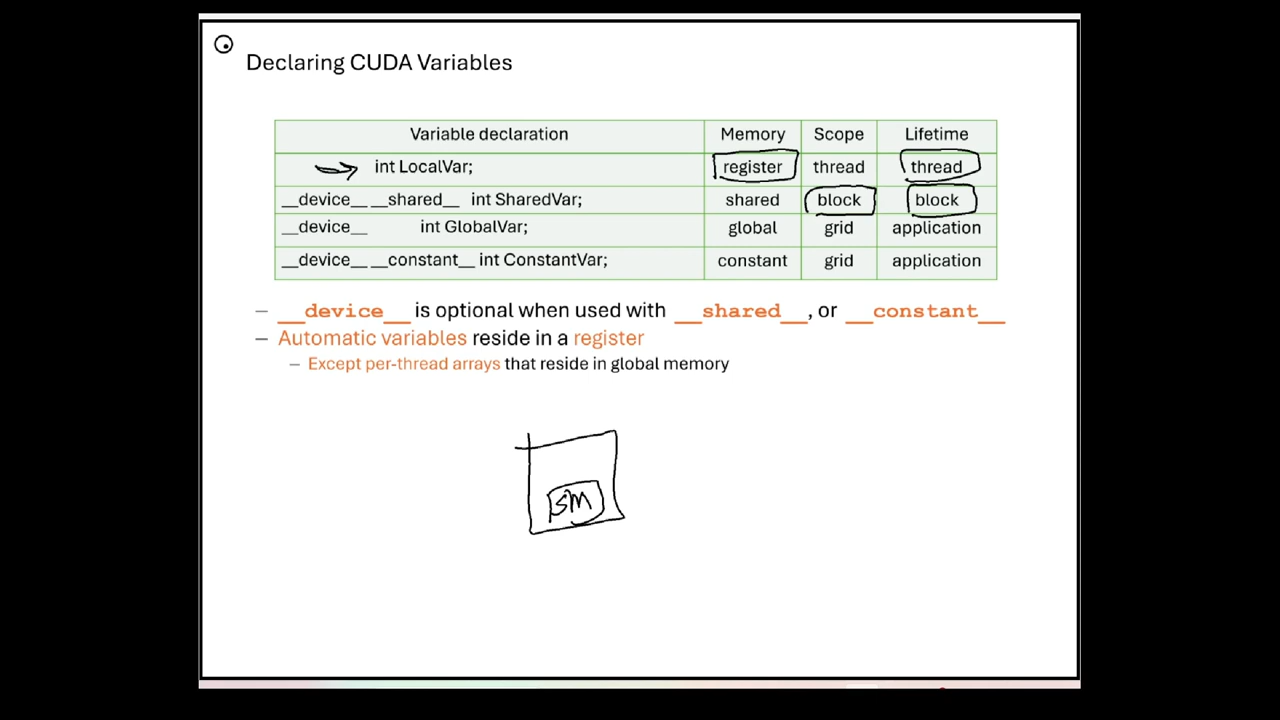 Declaring CUDA Variables
Variable declaration Memory Scope Lifetime
int LocalVar; register thread thread
__device__ __shared__ int SharedVar; shared block block
__device__ int GlobalVar; global grid application
__device__ __constant__ int ConstantVar; constant grid application
– __device__ is optional when used with __shared__, or __constant__
– Automatic variables reside in a register
– Except per-thread arrays that reside in global memory
SM